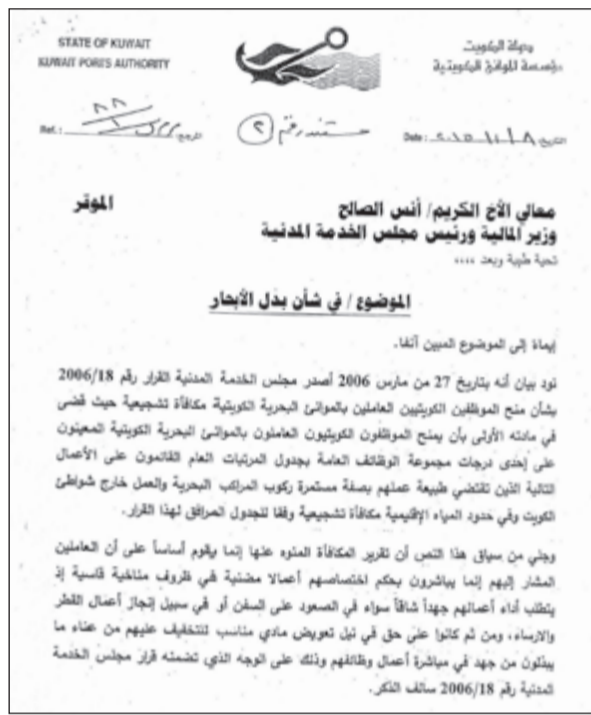 STATE OF KUWAIT
KUWAIT PORTS AUTHORITY
دولة الكويت
مؤسسة الموانئ الكويتية
Ref.:
المرجع
مستند رقم (٢)
Date:
التاريخ
معالي الأخ الكريم/ أنس الصالح الموقر
وزير المالية ورئيس مجلس الخدمة المدنية
تحية طيبة وبعد ،،،،
الموضوع / في شأن بدل الأبحار
إيماءً إلى الموضوع المبين آنفا.
نود بيان أنه بتاريخ 27 من مارس 2006 أصدر مجلس الخدمة المدنية القرار رقم 2006/18
بشأن منح الموظفين الكويتيين العاملين بالموانئ البحرية الكويتية مكافأة تشجيعية حيث قضى
في مادته الأولى بأن يمنح الموظفون الكويتيون العاملون بالموانئ البحرية الكويتية المعينون
على إحدى درجات مجموعة الوظائف العامة بجدول المرتبات العام القائمون على الأعمال
التالية الذين تقتضي طبيعة عملهم بصفة مستمرة ركوب المراكب البحرية والعمل خارج شواطئ
الكويت وفي حدود المياه الإقليمية مكافأة تشجيعية وفقا للجدول المرافق لهذا القرار.
وجلي من سياق هذا النص أن تقرير المكافأة المنوه عنها إنما يقوم أساساً على أن العاملين
المشار إليهم إنما يباشرون بحكم اختصاصهم أعمالا مضنية في ظروف مناخية قاسية إذ
يتطلب أداء أعمالهم جهداً شاقاً سواء في الصعود على السفن أو في سبيل إنجاز أعمال القطر
والارساء، ومن ثم كانوا على حق في نيل تعويض مادي مناسب للتخفيف عليهم من عناء ما
يبذلون من جهد في مباشرة أعمال وظائفهم وذلك على الوجه الذي تضمنته قرار مجلس الخدمة
المدنية رقم 2006/18 سالف الذكر.